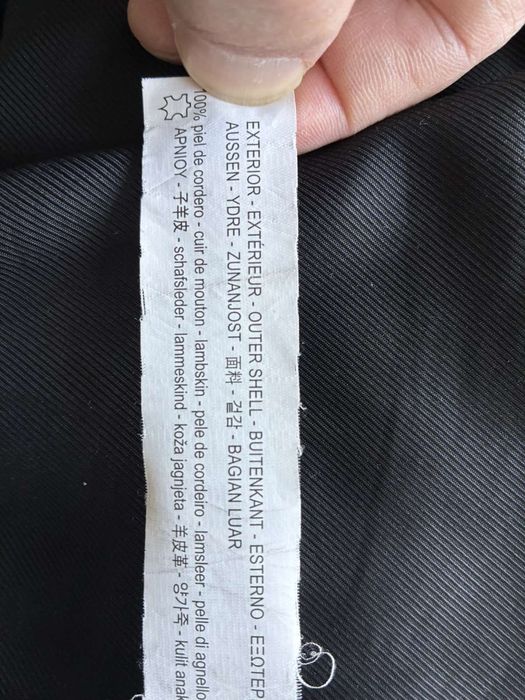 EXTERIOR - EXTÉRIEUR - OUTER SHELL - BUITENKANT - ESTERNO - ΕΞΩΤΕΡ
AUSSEN - YDRE - ZUNANJOST - 面料 - 겉감 - BAGIAN LUAR
100% piel de cordero - cuir de mouton - lambskin - pele de cordeiro - lamsleer - pelle di agnello
ΑΡΝΙΟΥ - 子羊皮 - schafsleder - lammeskind - koža jagnjeta - 羊皮革 - 양가죽 - kulit anak